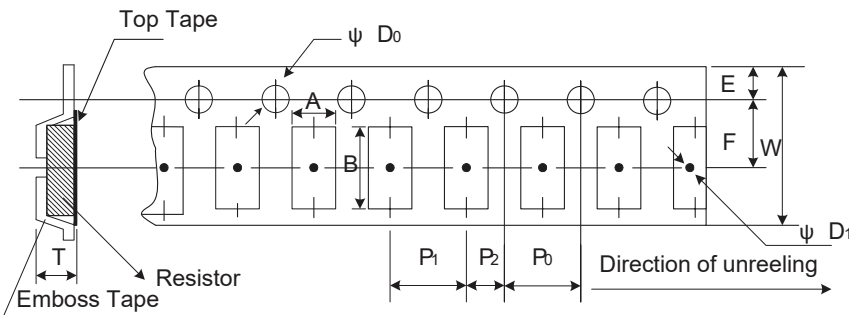 Top Tape
ψ D0
A
E
F
W
B
ψ D1
T
Resistor
P1
P2
P0
Direction of unreeling
Emboss Tape